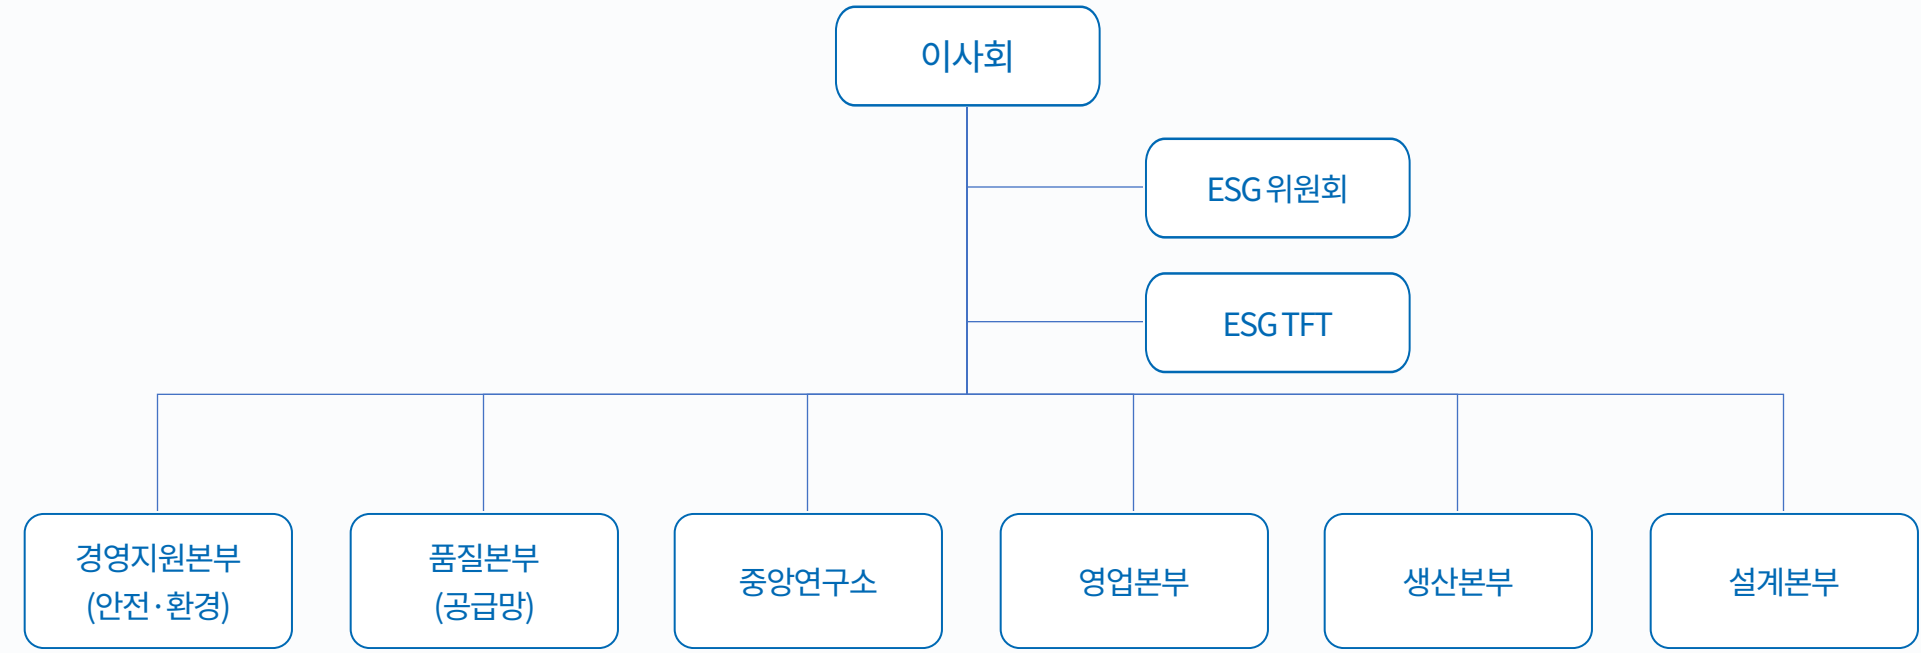 이사회
ESG 위원회
ESG TFT
경영지원본부
(안전·환경)
품질본부
(공급망)
중앙연구소
영업본부
생산본부
설계본부